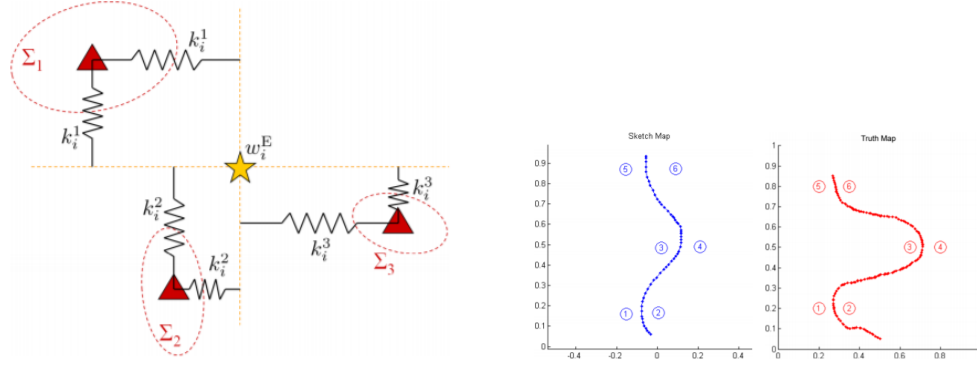 k_i^1
Σ_1
k_i^1
w_i^E
k_i^2
k_i^3
k_i^3
k_i^2
Σ_3
Σ_2
Sketch Map
0.9
0.8
0.7
0.6
0.5
0.4
0.3
0.2
0.1
0
-0.4 -0.2 0 0.2 0.4
5 6
3 4
1 2
Truth Map
1
0.9
0.8
0.7
0.6
0.5
0.4
0.3
0.2
0.1
0
0 0.2 0.4 0.6 0.8
5 6
3 4
1 2